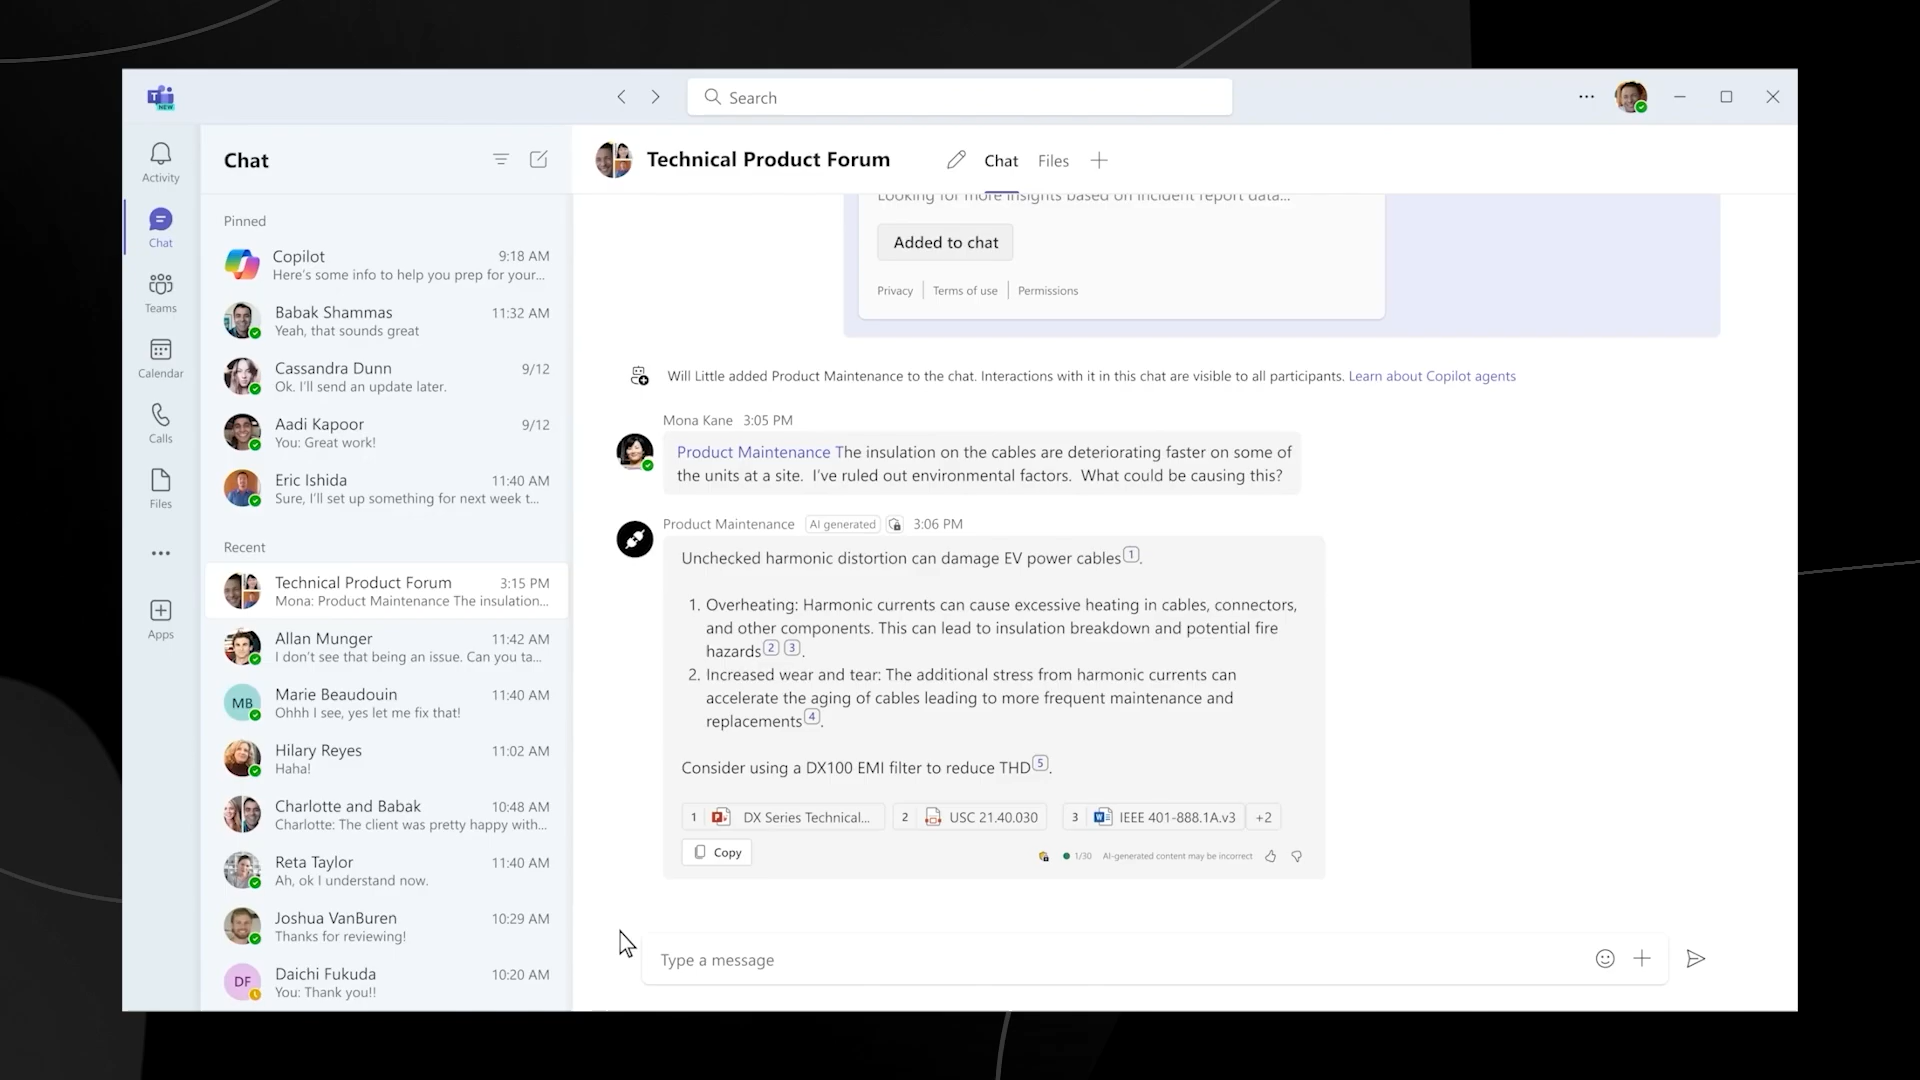 NEW
Search
Activity
Chat
Teams
Calendar
Calls
Files
Apps
Chat
Pinned
Copilot 9:18 AM
Here's some info to help you prep for your...
Babak Shammas 11:32 AM
Yeah, that sounds great
Cassandra Dunn 9/12
Ok. I'll send an update later.
Aadi Kapoor 9/12
You: Great work!
Eric Ishida 11:40 AM
Sure, I'll set up something for next week t...
Recent
Technical Product Forum 3:15 PM
Mona: Product Maintenance The insulation...
Allan Munger 11:42 AM
I don't see that being an issue. Can you ta...
MB
Marie Beaudouin 11:40 AM
Ohhh I see, yes let me fix that!
Hilary Reyes 11:02 AM
Haha!
Charlotte and Babak 10:48 AM
Charlotte: The client was pretty happy with...
Reta Taylor 11:40 AM
Ah, ok I understand now.
Joshua VanBuren 10:29 AM
Thanks for reviewing!
DF
Daichi Fukuda 10:20 AM
You: Thank you!!
Technical Product Forum Chat Files
Looking for more insights based on incident report data...
Added to chat
Privacy Terms of use Permissions
Will Little added Product Maintenance to the chat. Interactions with it in this chat are visible to all participants. Learn about Copilot agents
Mona Kane 3:05 PM
Product Maintenance The insulation on the cables are deteriorating faster on some of
the units at a site. I've ruled out environmental factors. What could be causing this?
Product Maintenance AI generated 3:06 PM
Unchecked harmonic distortion can damage EV power cables 1.
1. Overheating: Harmonic currents can cause excessive heating in cables, connectors,
and other components. This can lead to insulation breakdown and potential fire
hazards 2 3.
2. Increased wear and tear: The additional stress from harmonic currents can
accelerate the aging of cables leading to more frequent maintenance and
replacements 4.
Consider using a DX100 EMI filter to reduce THD 5.
1 DX Series Technical... 2 USC 21.40.030 3 IEEE 401-888.1A.v3 +2
Copy
1/30 AI-generated content may be incorrect
Type a message